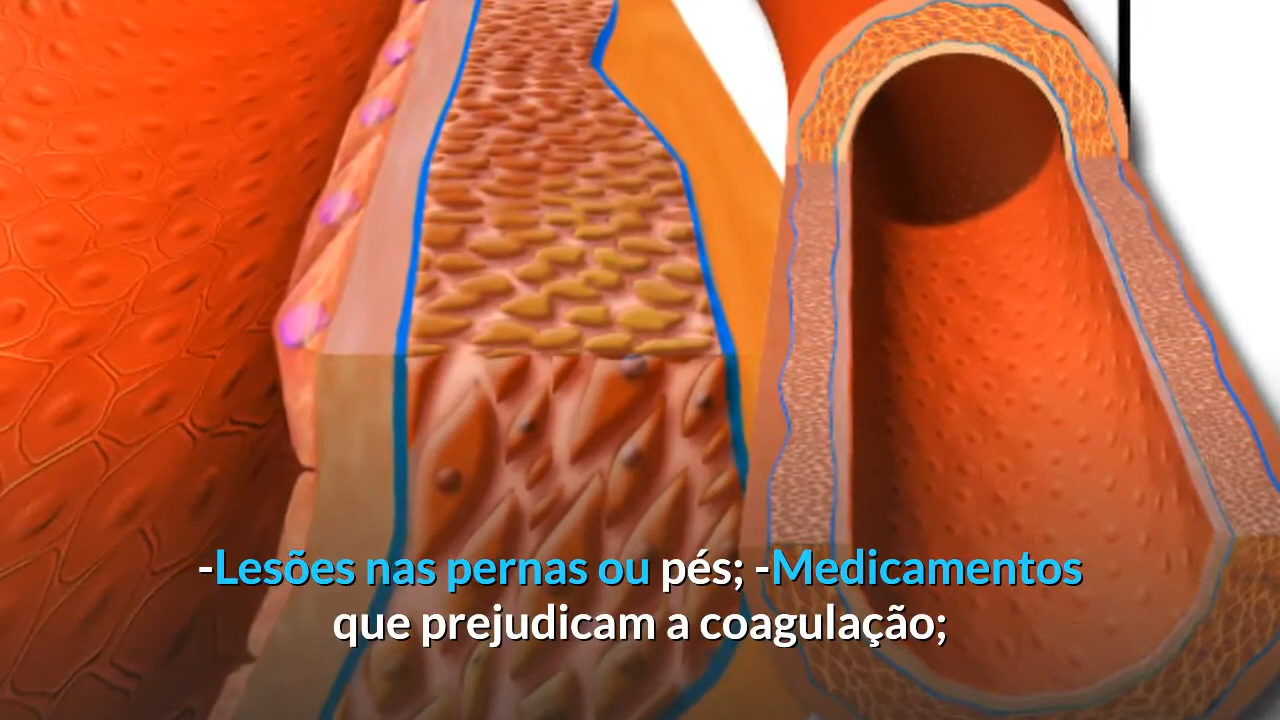 -Lesões nas pernas ou pés; -Medicamentos
que prejudicam a coagulação;